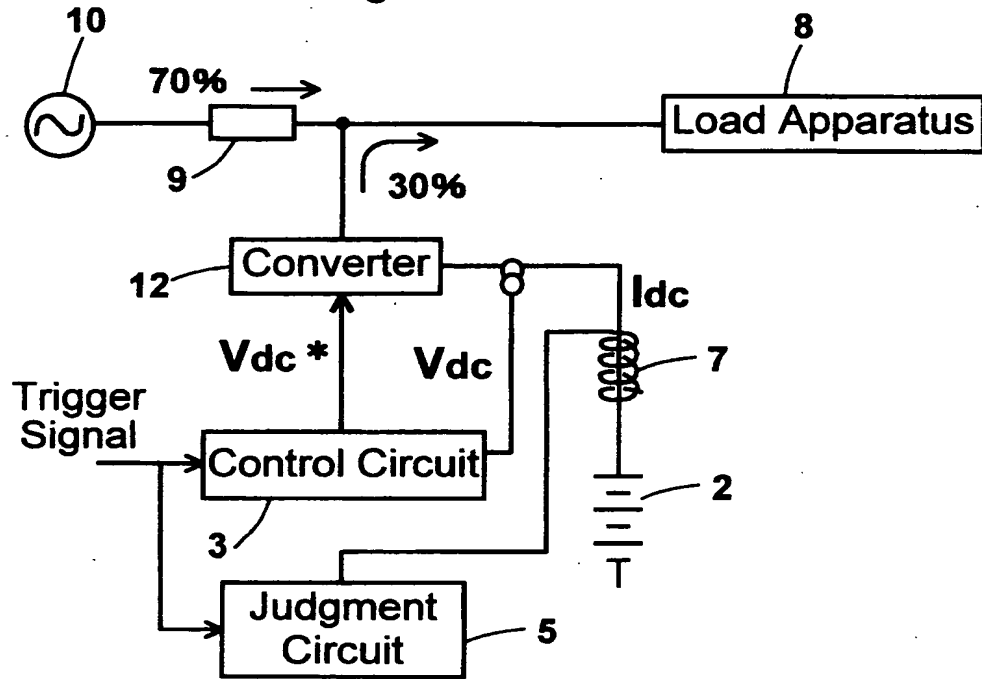 10
8
70%
Load Apparatus
9
30%
Converter
12
Idc
Vdc *
Vdc
7
Trigger
Signal
Control Circuit
2
3
Judgment
Circuit
5